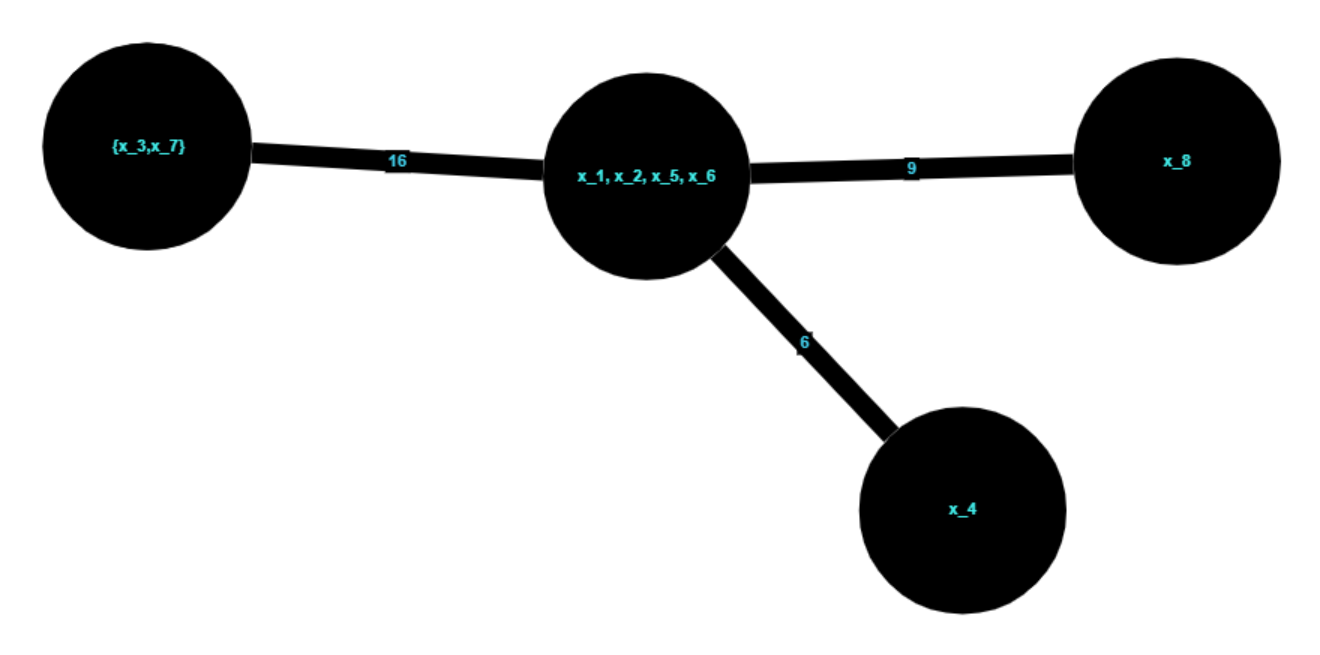 {x_3,x_7}
16
x_1, x_2, x_5, x_6
9
x_8
6
x_4